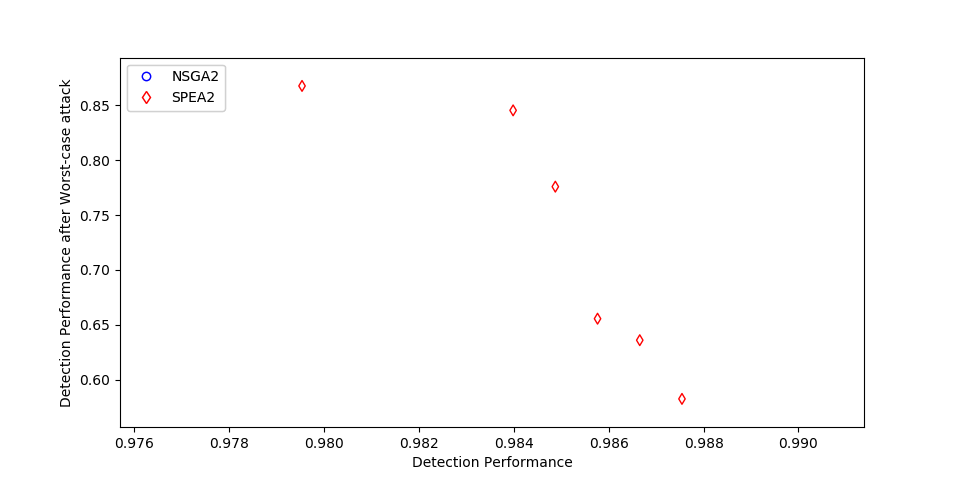 NSGA2
SPEA2
0.85
0.80
0.75
0.70
0.65
0.60
Detection Performance after Worst-case attack
0.976 0.978 0.980 0.982 0.984 0.986 0.988 0.990
Detection Performance